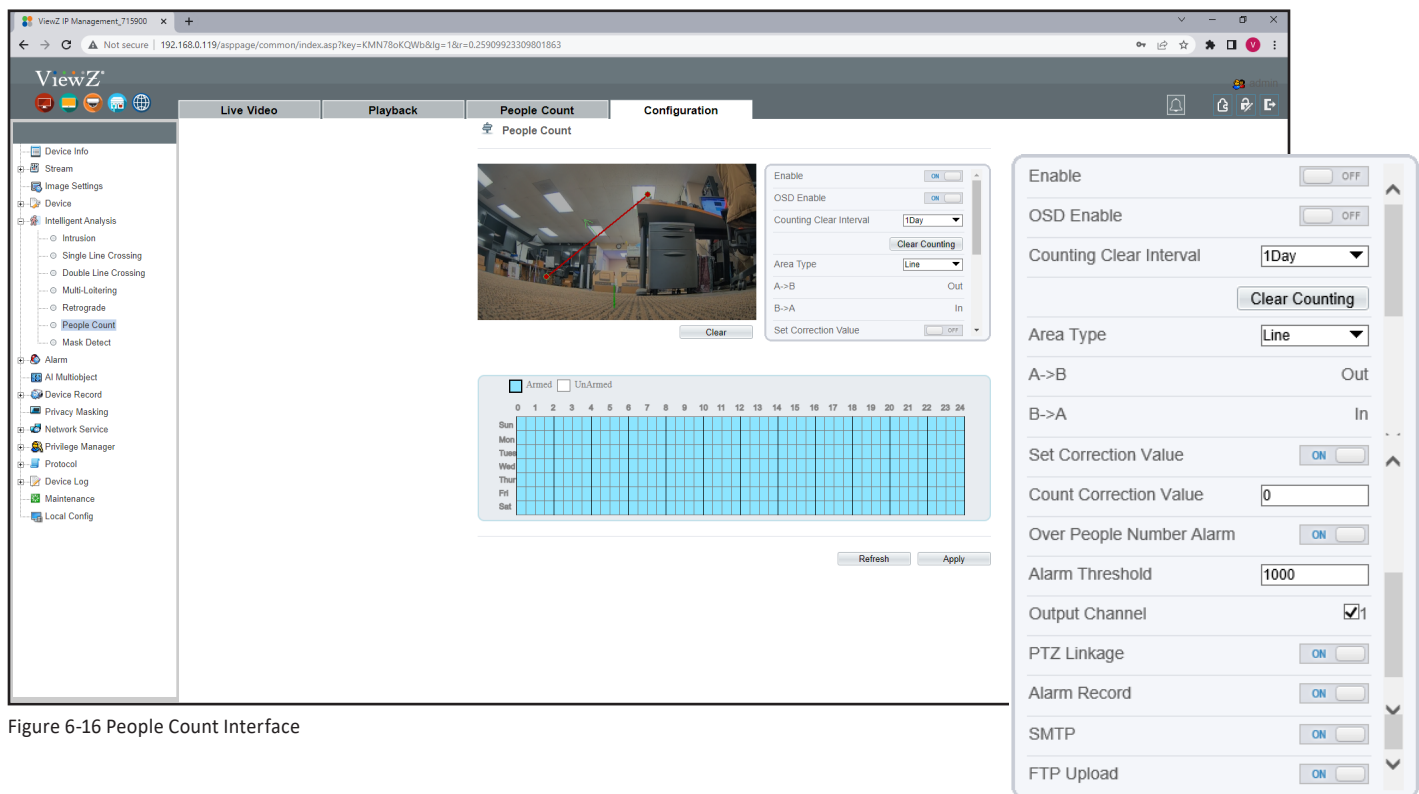 ViewZ IP Management_715900
Not secure | 192.168.0.119/asppage/common/index.asp?key=KMN78oKQWb&lg=1&r=0.25909923309801863
V
ViewZ
admin
Live Video Playback People Count Configuration
People Count
Device Info
Stream
Image Settings
Device
Intelligent Analysis
Intrusion
Single Line Crossing
Double Line Crossing
Multi-Loitering
Retrograde
People Count
Mask Detect
Alarm
AI Multiobject
Device Record
Privacy Masking
Network Service
Privilege Manager
Protocol
Device Log
Maintenance
Local Config
Enable ON
OSD Enable ON
Counting Clear Interval 1Day
Clear Counting
Area Type Line
A->B Out
B->A In
Set Correction Value OFF
Clear
Armed UnArmed
0 1 2 3 4 5 6 7 8 9 10 11 12 13 14 15 16 17 18 19 20 21 22 23 24
Sun
Mon
Tues
Wed
Thur
Fri
Sat
Refresh Apply
Enable OFF
OSD Enable OFF
Counting Clear Interval 1Day
Clear Counting
Area Type Line
A->B Out
B->A In
Set Correction Value ON
Count Correction Value 0
Over People Number Alarm ON
Alarm Threshold 1000
Output Channel 1
PTZ Linkage ON
Alarm Record ON
SMTP ON
FTP Upload ON
Figure 6-16 People Count Interface